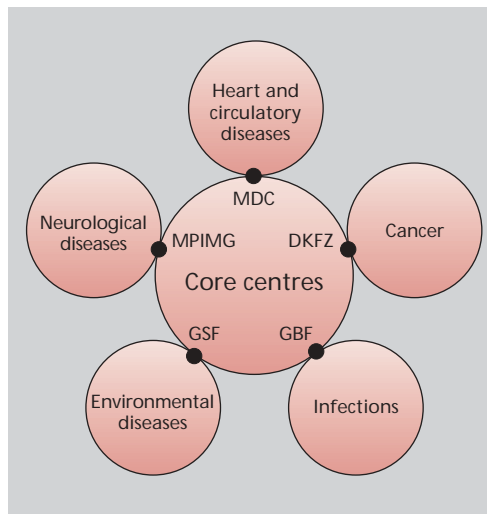 Heart and
circulatory
diseases
MDC
Neurological
diseases
MPIMG
DKFZ
Cancer
Core centres
GSF
GBF
Environmental
diseases
Infections